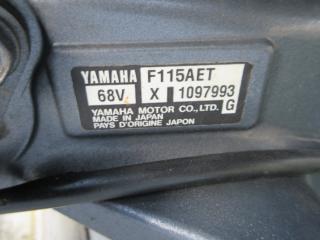 YAMAHA F115AET
68V X 1097993
YAMAHA MOTOR CO., LTD. G
MADE IN JAPAN
PAYS D'ORIGINE JAPON